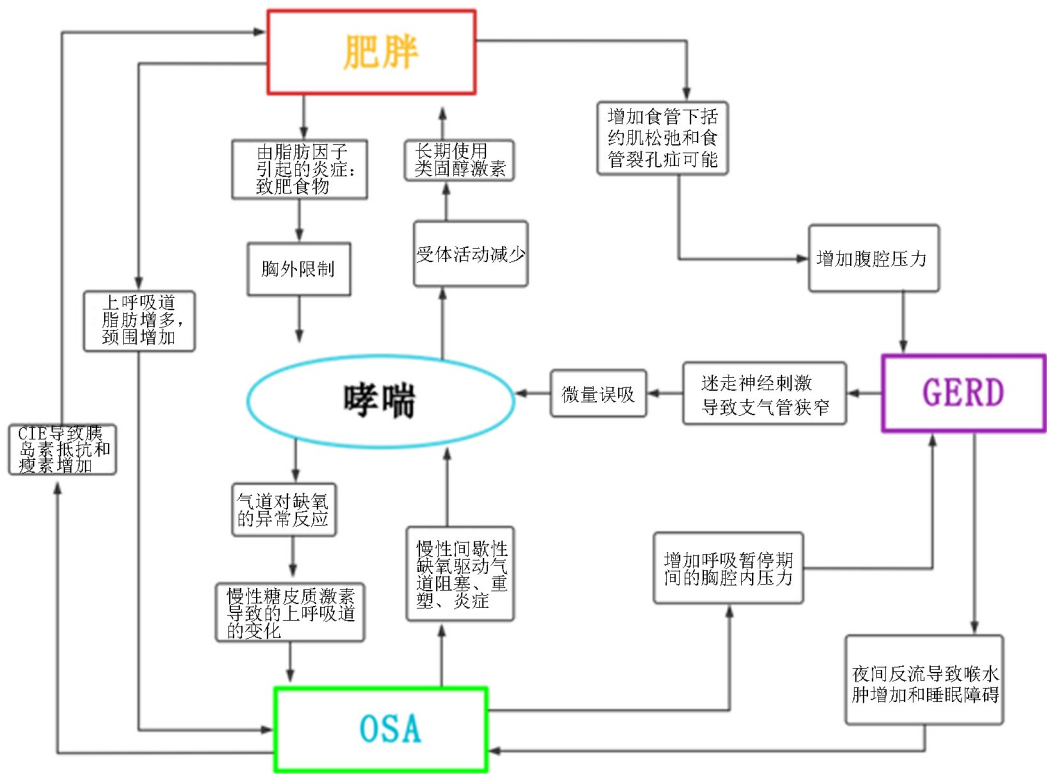 肥胖
增加食管下括
约肌松弛和食
管裂孔疝可能
由脂肪因子
引起的炎症：
致肥食物
长期使用
类固醇激素
胸外限制
受体活动减少
增加腹腔压力
上呼吸道
脂肪增多，
颈围增加
哮喘
微量误吸
迷走神经刺激
导致支气管狭窄
GERD
CIE导致胰
岛素抵抗和
瘦素增加
气道对缺氧
的异常反应
慢性间歇性
缺氧驱动气
道阻塞、重
塑、炎症
增加呼吸暂停期
间的胸腔内压力
慢性糖皮质激素
导致的上呼吸道
的变化
夜间反流导致喉水
肿增加和睡眠障碍
OSA